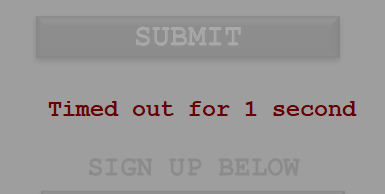 SUBMIT
Timed out for 1 second
SIGN UP BELOW